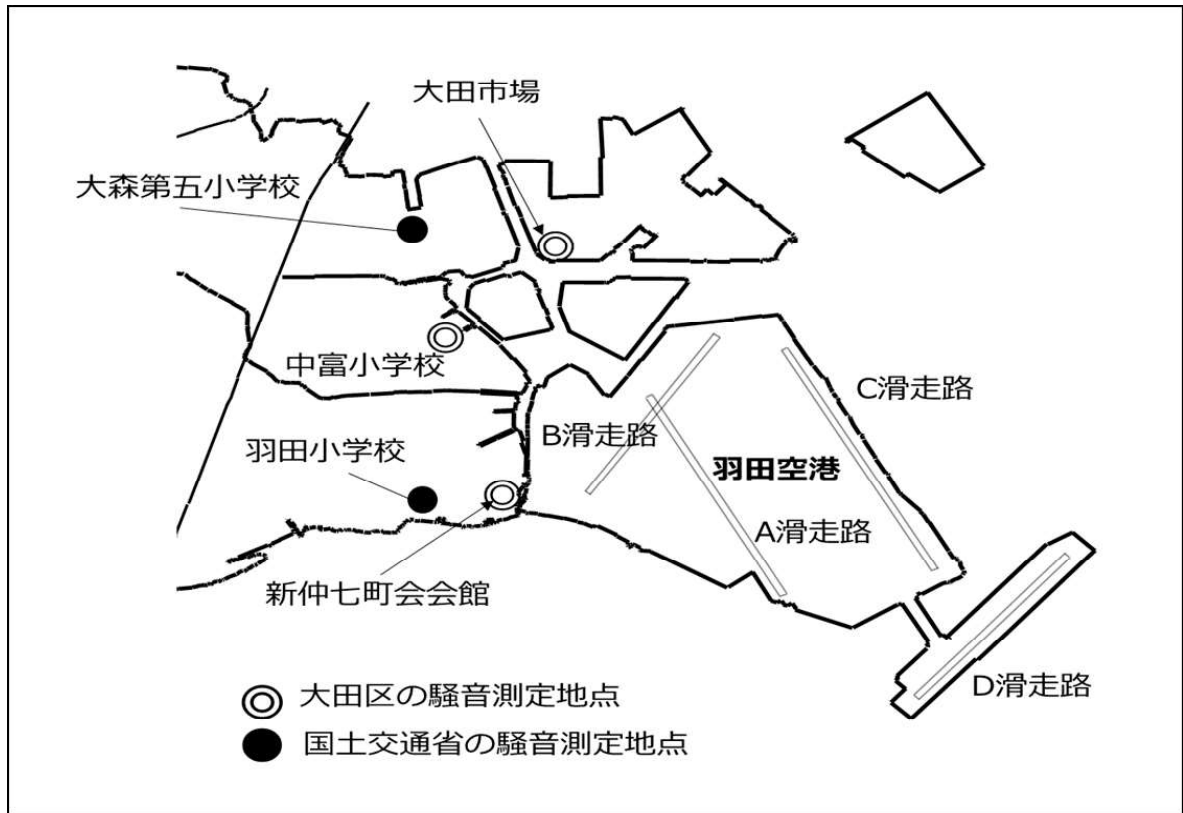 大田市場
大森第五小学校
中富小学校
C滑走路
B滑走路
羽田小学校
羽田空港
A滑走路
新仲七町会会館
D滑走路
大田区の騒音測定地点
国土交通省の騒音測定地点